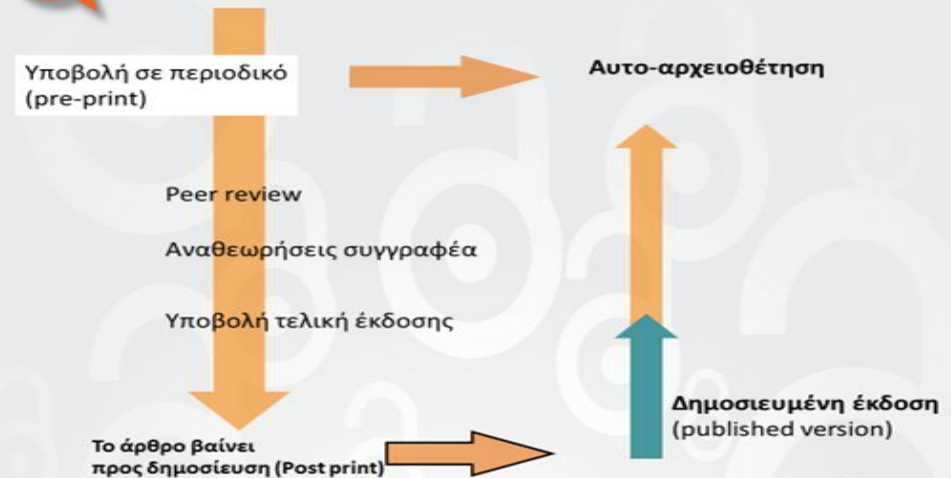 Υποβολή σε περιοδικό
(pre-print)
Αυτο-αρχειοθέτηση
Peer review
Αναθεωρήσεις συγγραφέα
Υποβολή τελική έκδοσης
Δημοσιευμένη έκδοση
(published version)
Το άρθρο βαίνει
προς δημοσίευση (Post print)